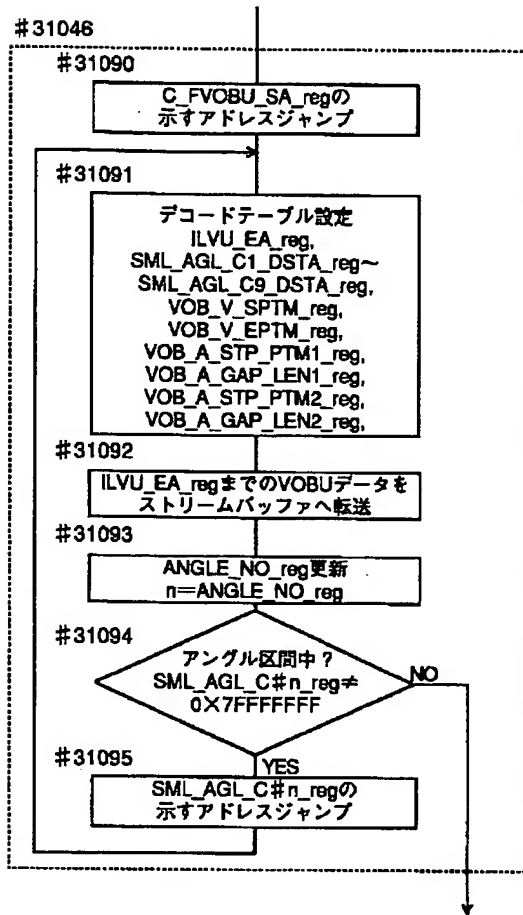 #31046
#31090
C_FVOBU_SA_regの
示すアドレスジャンプ
#31091
デコードテーブル設定
ILVU_EA_reg,
SML_AGL_C1_DSTA_reg~
SML_AGL_C9_DSTA_reg,
VOB_V_SPTM_reg,
VOB_V_EPTM_reg,
VOB_A_STP_PTM1_reg,
VOB_A_GAP_LEN1_reg,
VOB_A_STP_PTM2_reg,
VOB_A_GAP_LEN2_reg,
#31092
ILVU_EA_regまでのVOBUデータを
ストリームバッファへ転送
#31093
ANGLE_NO_reg更新
n=ANGLE_NO_reg
#31094
アングル区間中?
SML_AGL_C#n_reg≠
0×7FFFFFFF
NO
YES
#31095
SML_AGL_C#n_regの
示すアドレスジャンプ